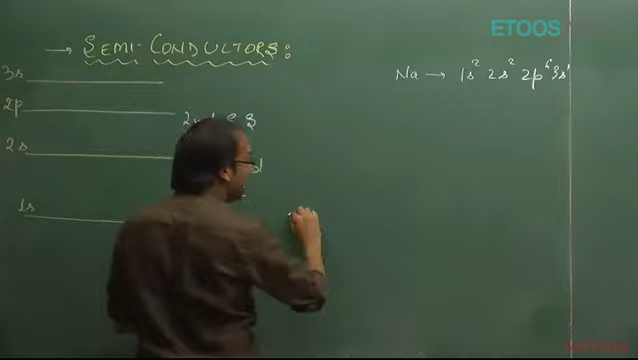 ETOOS
→ SEMI-CONDUCTORS:
Na → 1s² 2s² 2p⁶ 3s¹
3s
2p
2s
1s